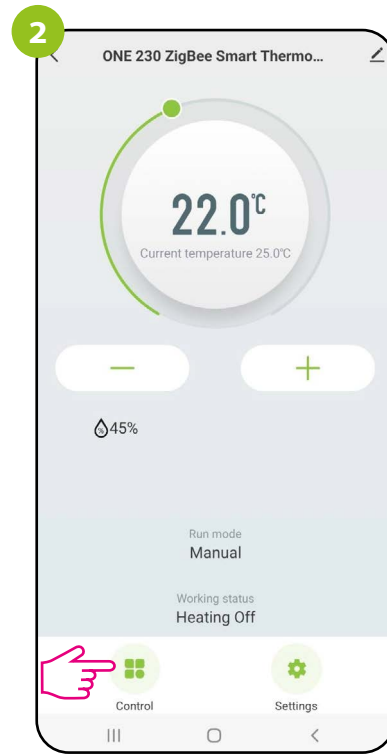 2
ONE 230 ZigBee Smart Thermo...
22.0°C
Current temperature 25.0°C
%45%
Run mode
Manual
Working status
Heating Off
Control Settings